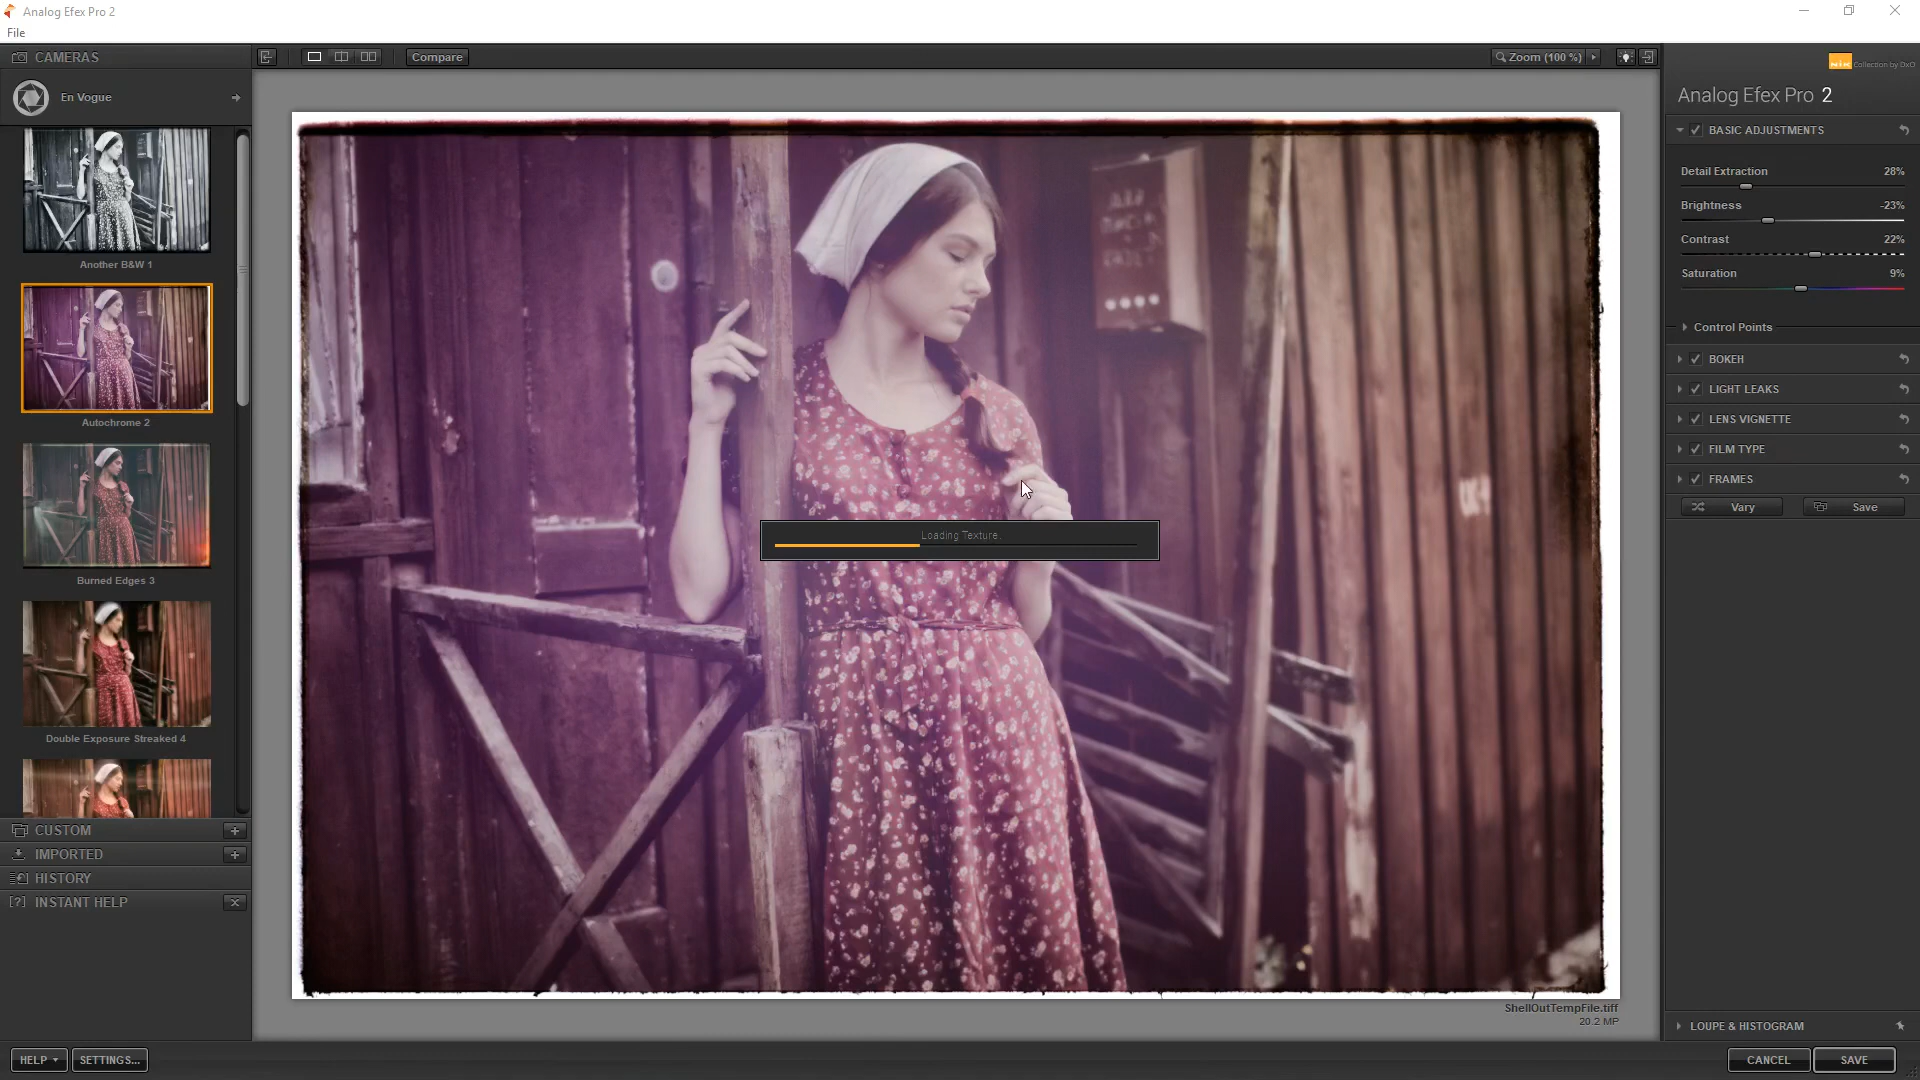 Analog Efex Pro 2
File
CAMERAS
Compare
Zoom (100 %)
Collection by DxO
En Vogue
Analog Efex Pro 2
Another B&W 1
Autochrome 2
Burned Edges 3
Double Exposure Streaked 4
BASIC ADJUSTMENTS
Detail Extraction 28%
Brightness -23%
Contrast 22%
Saturation 9%
Control Points
BOKEH
LIGHT LEAKS
LENS VIGNETTE
FILM TYPE
FRAMES
Vary Save
Loading Texture.
CUSTOM
IMPORTED
HISTORY
[?] INSTANT HELP
ShellOutTempFile.tiff
20.2 MP
LOUPE & HISTOGRAM
HELP SETTINGS...
CANCEL SAVE